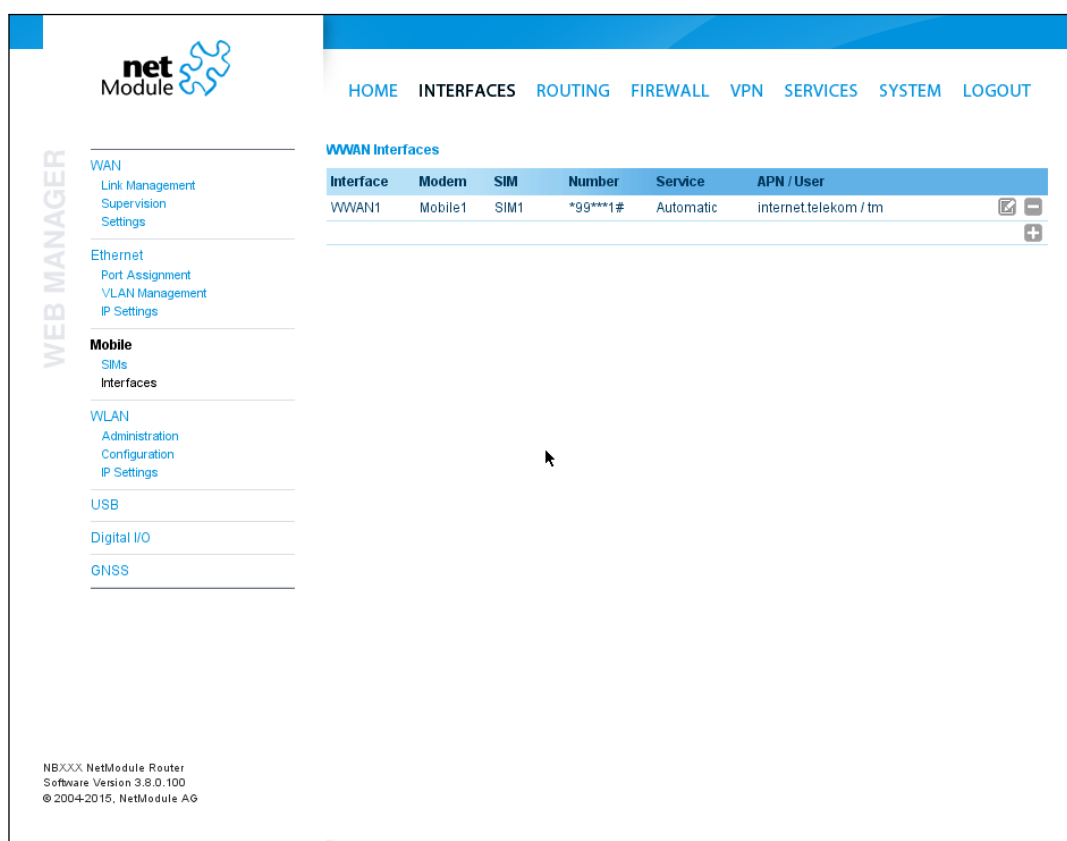 net
Module
HOME INTERFACES ROUTING FIREWALL VPN SERVICES SYSTEM LOGOUT
WEB MANAGER
WAN
Link Management
Supervision
Settings
Ethernet
Port Assignment
VLAN Management
IP Settings
Mobile
SIMs
Interfaces
WLAN
Administration
Configuration
IP Settings
USB
Digital I/O
GNSS
WWAN Interfaces
Interface Modem SIM Number Service APN / User
WWAN1 Mobile1 SIM1 *99***1# Automatic internet.telekom / tm
NBXXX NetModule Router
Software Version 3.8.0.100
© 2004-2015, NetModule AG